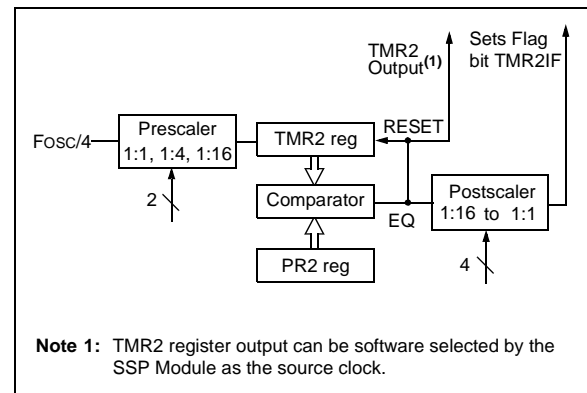 TMR2
Output(1)
Sets Flag
bit TMR2IF
FOSC/4
Prescaler
1:1, 1:4, 1:16
2
TMR2 reg
RESET
Comparator
EQ
PR2 reg
Postscaler
1:16 to 1:1
4
Note 1: TMR2 register output can be software selected by the
SSP Module as the source clock.